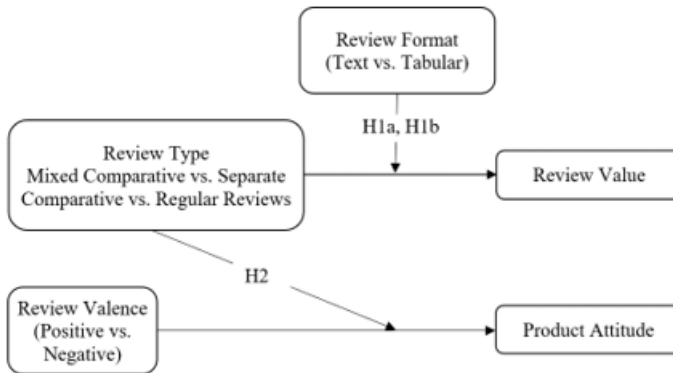 Review Format
(Text vs. Tabular)
H1a, H1b
Review Type
Mixed Comparative vs. Separate
Comparative vs. Regular Reviews
Review Value
H2
Review Valence
(Positive vs.
Negative)
Product Attitude